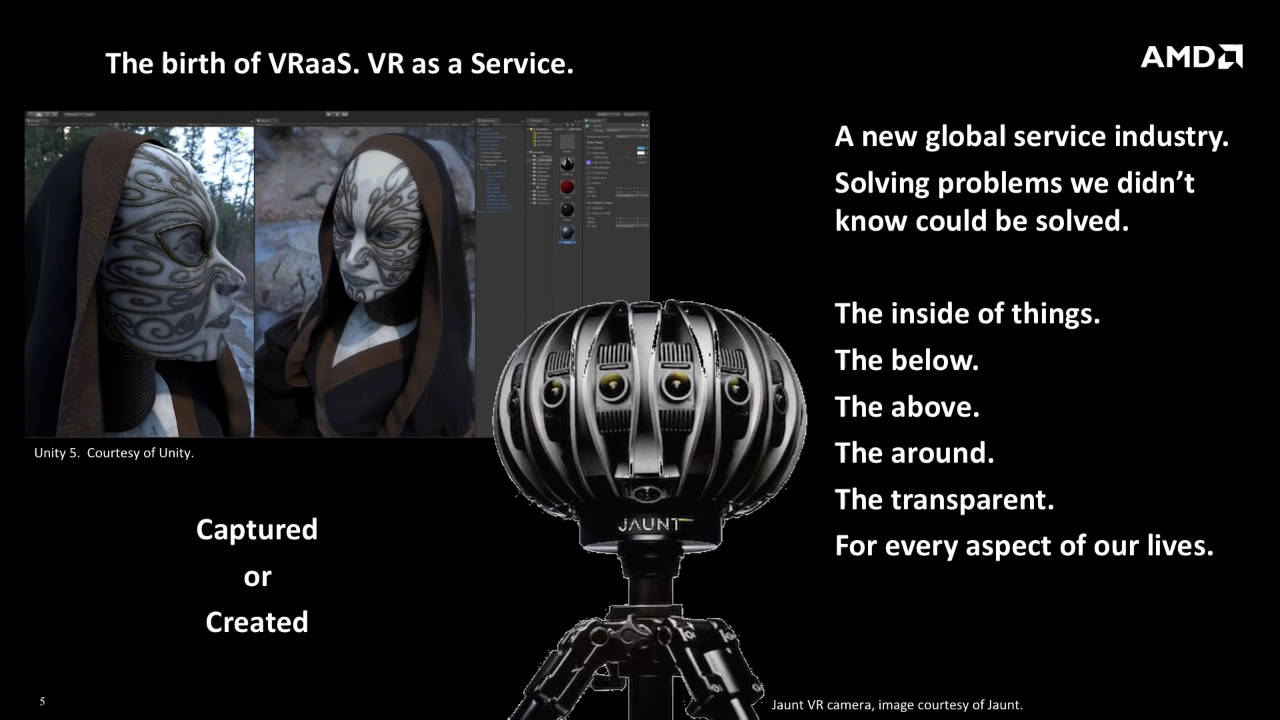 The birth of VRaaS. VR as a Service.
AMD
A new global service industry.
Solving problems we didn’t
know could be solved.
The inside of things.
The below.
The above.
The around.
The transparent.
For every aspect of our lives.
Unity 5.  Courtesy of Unity.
Captured
or
Created
JAUNT
5
Jaunt VR camera, image courtesy of Jaunt.